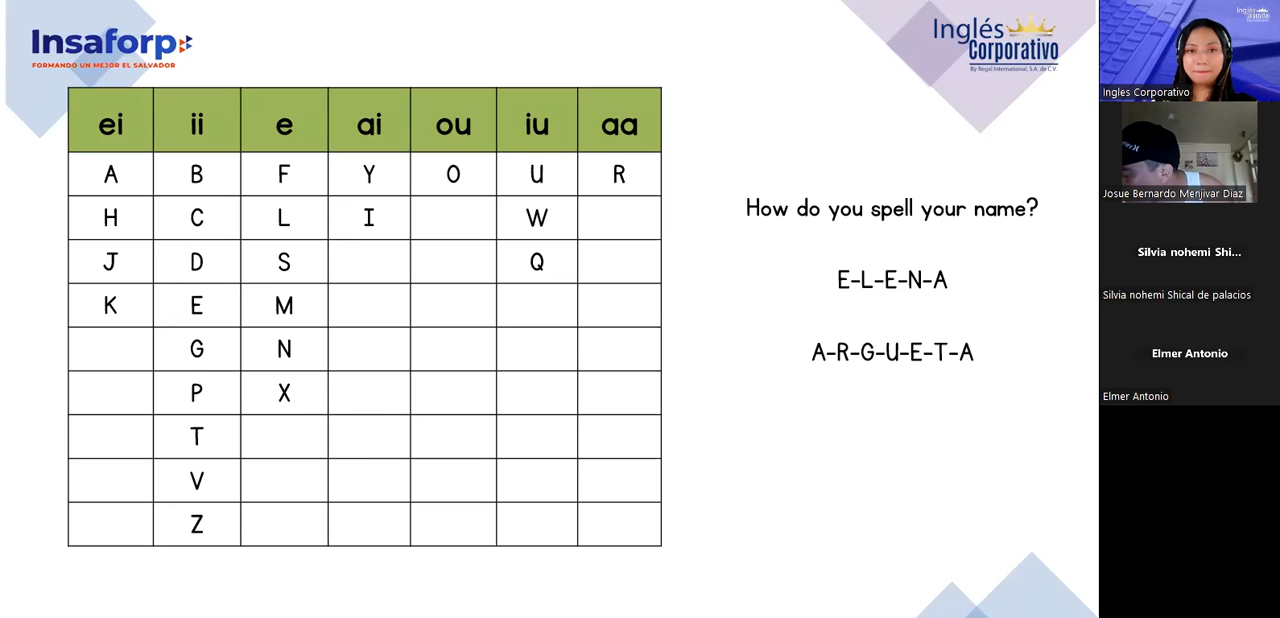 Insaforp
FORMANDO UN MEJOR EL SALVADOR
Inglés
Corporativo
By Regal International, S.A. de C.V.
ei ii e ai ou iu aa
A B F Y O U R
H C L I W
J D S Q
K E M
G N
P X
T
V
Z
How do you spell your name?
E-L-E-N-A
A-R-G-U-E-T-A
Inglés
Ingles Corporativo
Josue Bernardo Menjivar Diaz
Silvia nohemi Shi...
Silvia nohemi Shical de palacios
Elmer Antonio
Elmer Antonio